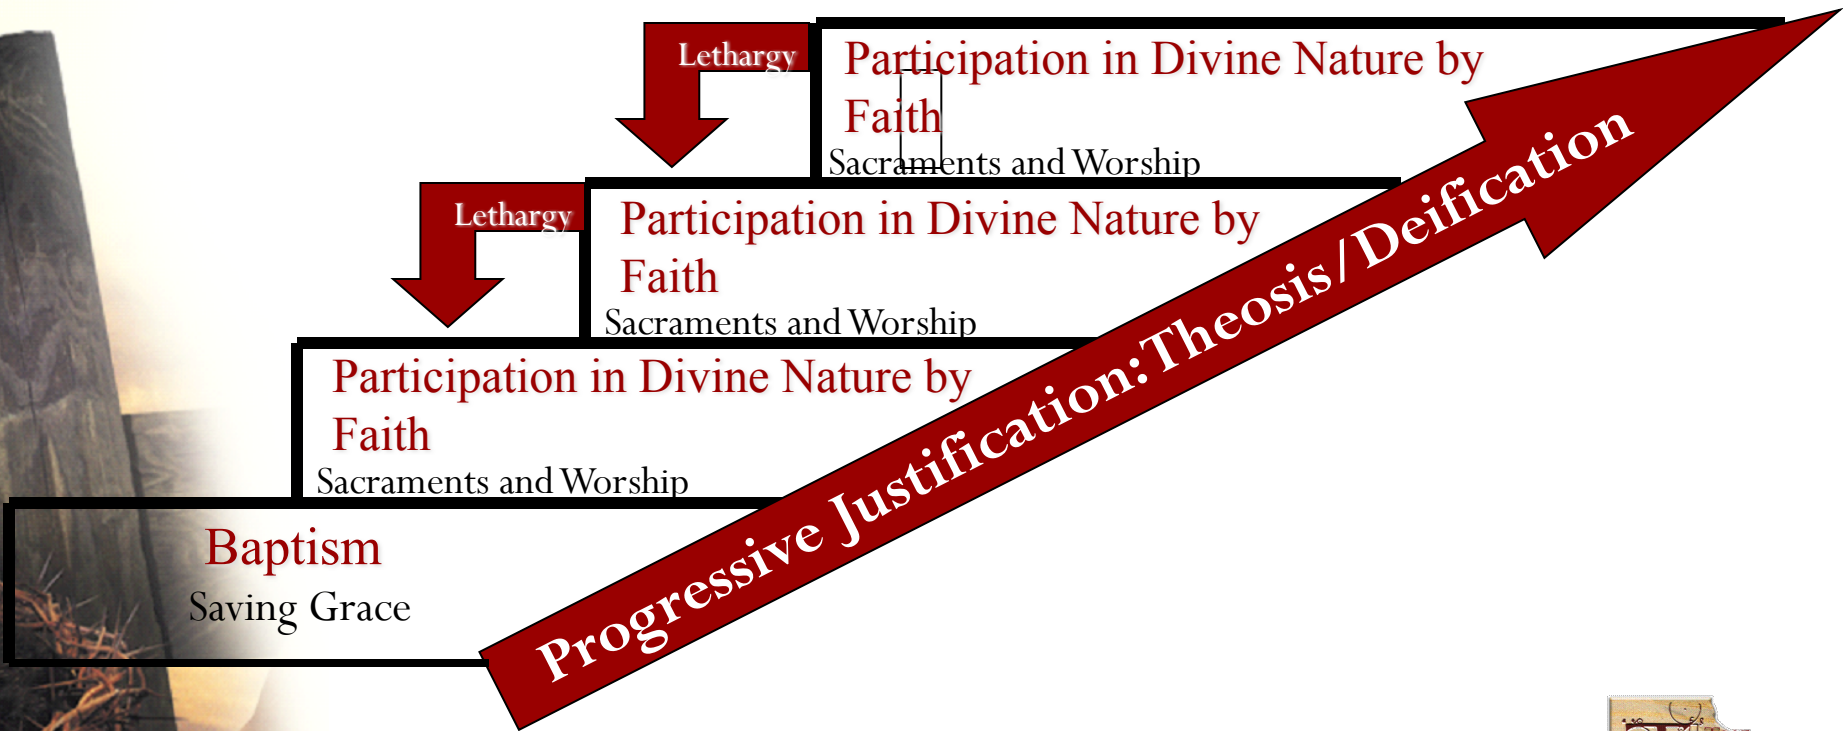 Lethargy
Participation in Divine Nature by
Faith
Sacraments and Worship
Lethargy
Participation in Divine Nature by
Faith
Sacraments and Worship
Participation in Divine Nature by
Faith
Sacraments and Worship
Baptism
Saving Grace
Progressive Justification: Theosis/Deification